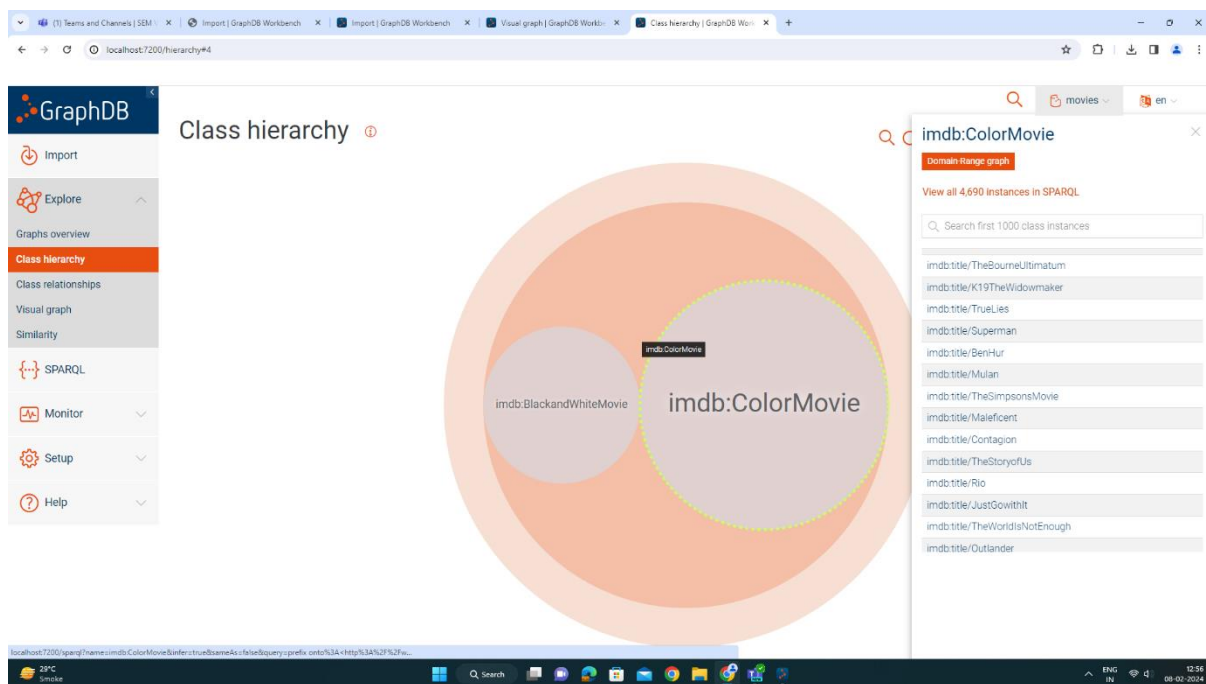 (1) Teams and Channels | SEM
Import | GraphDB Workbench
Import | GraphDB Workbench
Visual graph | GraphDB Workbe
Class hierarchy | GraphDB Work
localhost:7200/hierarchy#4
GraphDB
movies
en
Class hierarchy
Import
Explore
Graphs overview
Class hierarchy
Class relationships
Visual graph
Similarity
SPARQL
Monitor
Setup
Help
imdb:BlackandWhiteMovie
imdb:ColorMovie
imdb:ColorMovie
imdb:ColorMovie
Domain-Range graph
View all 4,690 instances in SPARQL
Search first 1000 class instances
imdb:title/TheBourneUltimatum
imdb:title/K19TheWidowmaker
imdb:title/TrueLies
imdb:title/Superman
imdb:title/BenHur
imdb:title/Mulan
imdb:title/TheSimpsonsMovie
imdb:title/Maleficent
imdb:title/Contagion
imdb:title/TheStoryofUs
imdb:title/Rio
imdb:title/JustGowithIt
imdb:title/TheWorldIsNotEnough
imdb:title/Outlander
localhost:7200/sparql?name=imdb:ColorMovie&infer=true&sameAs=false&query=prefix onto%3A<http%3A%2F%2Fw...
29°C
Smoke
Search
ENG
IN
12:56
08-02-2024